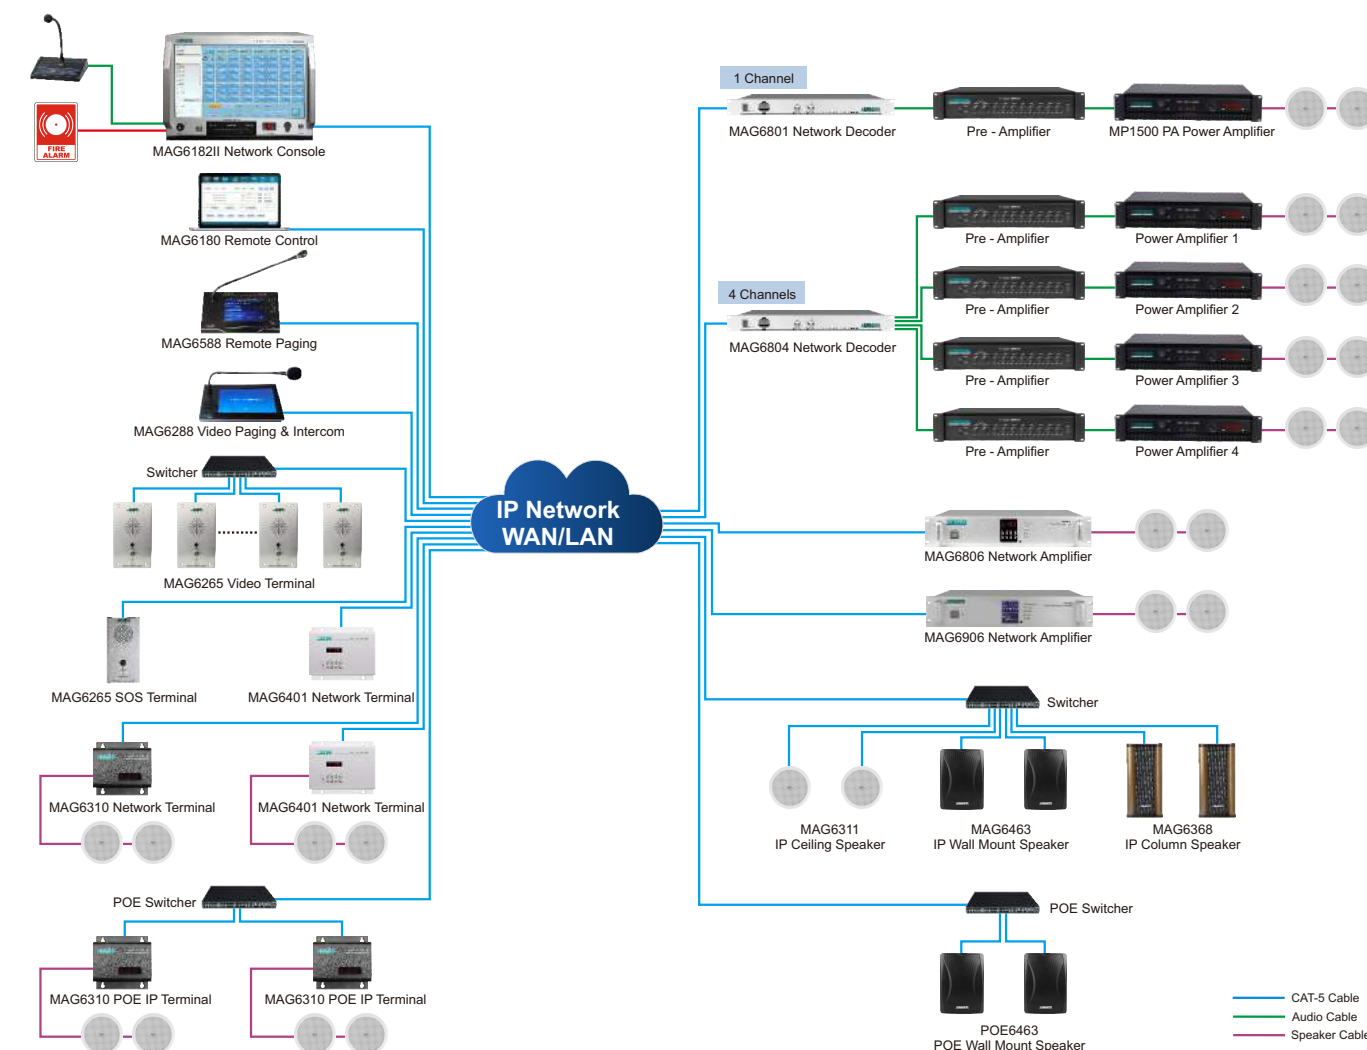 FIRE
ALARM
MAG6182II Network Console
MAG6180 Remote Control
MAG6588 Remote Paging
MAG6288 Video Paging & Intercom
Switcher
MAG6265 Video Terminal
MAG6265 SOS Terminal
MAG6401 Network Terminal
MAG6310 Network Terminal
MAG6401 Network Terminal
POE Switcher
MAG6310 POE IP Terminal
MAG6310 POE IP Terminal
IP Network
WAN/LAN
1 Channel
MAG6801 Network Decoder
Pre - Amplifier
MP1500 PA Power Amplifier
Pre - Amplifier
Power Amplifier 1
4 Channels
Pre - Amplifier
Power Amplifier 2
MAG6804 Network Decoder
Pre - Amplifier
Power Amplifier 3
Pre - Amplifier
Power Amplifier 4
MAG6806 Network Amplifier
MAG6906 Network Amplifier
Switcher
MAG6311
IP Ceiling Speaker
MAG6463
IP Wall Mount Speaker
MAG6368
IP Column Speaker
POE Switcher
POE6463
POE Wall Mount Speaker
CAT-5 Cable
Audio Cable
Speaker Cable